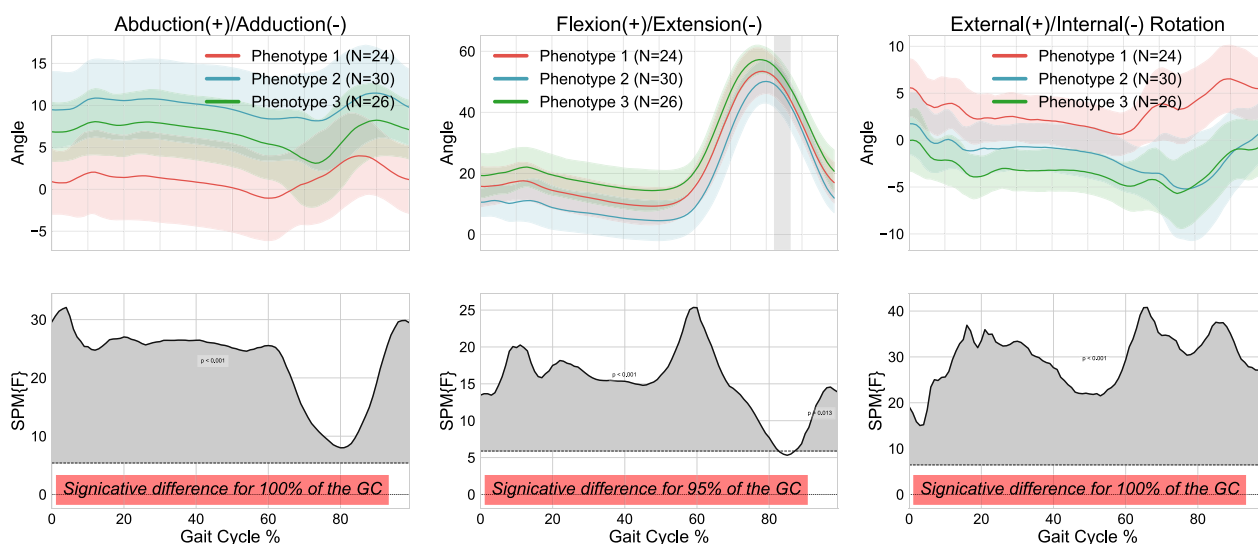 Abduction(+)/Adduction(-)
Flexion(+)/Extension(-)
External(+)/Internal(-) Rotation
Phenotype 1 (N=24)
Phenotype 2 (N=30)
Phenotype 3 (N=26)
15
10
5
0
−5
Angle
Phenotype 1 (N=24)
Phenotype 2 (N=30)
Phenotype 3 (N=26)
60
40
20
0
Angle
Phenotype 1 (N=24)
Phenotype 2 (N=30)
Phenotype 3 (N=26)
10
5
0
−5
−10
Angle
30
20
10
0
SPM{F}
p < 0.001
Signicative difference for 100% of the GC
0 20 40 60 80
Gait Cycle %
25
20
15
10
5
0
SPM{F}
p < 0.001
p = 0.013
Signicative difference for 95% of the GC
0 20 40 60 80
Gait Cycle %
40
30
20
10
0
SPM{F}
p < 0.001
Signicative difference for 100% of the GC
0 20 40 60 80
Gait Cycle %